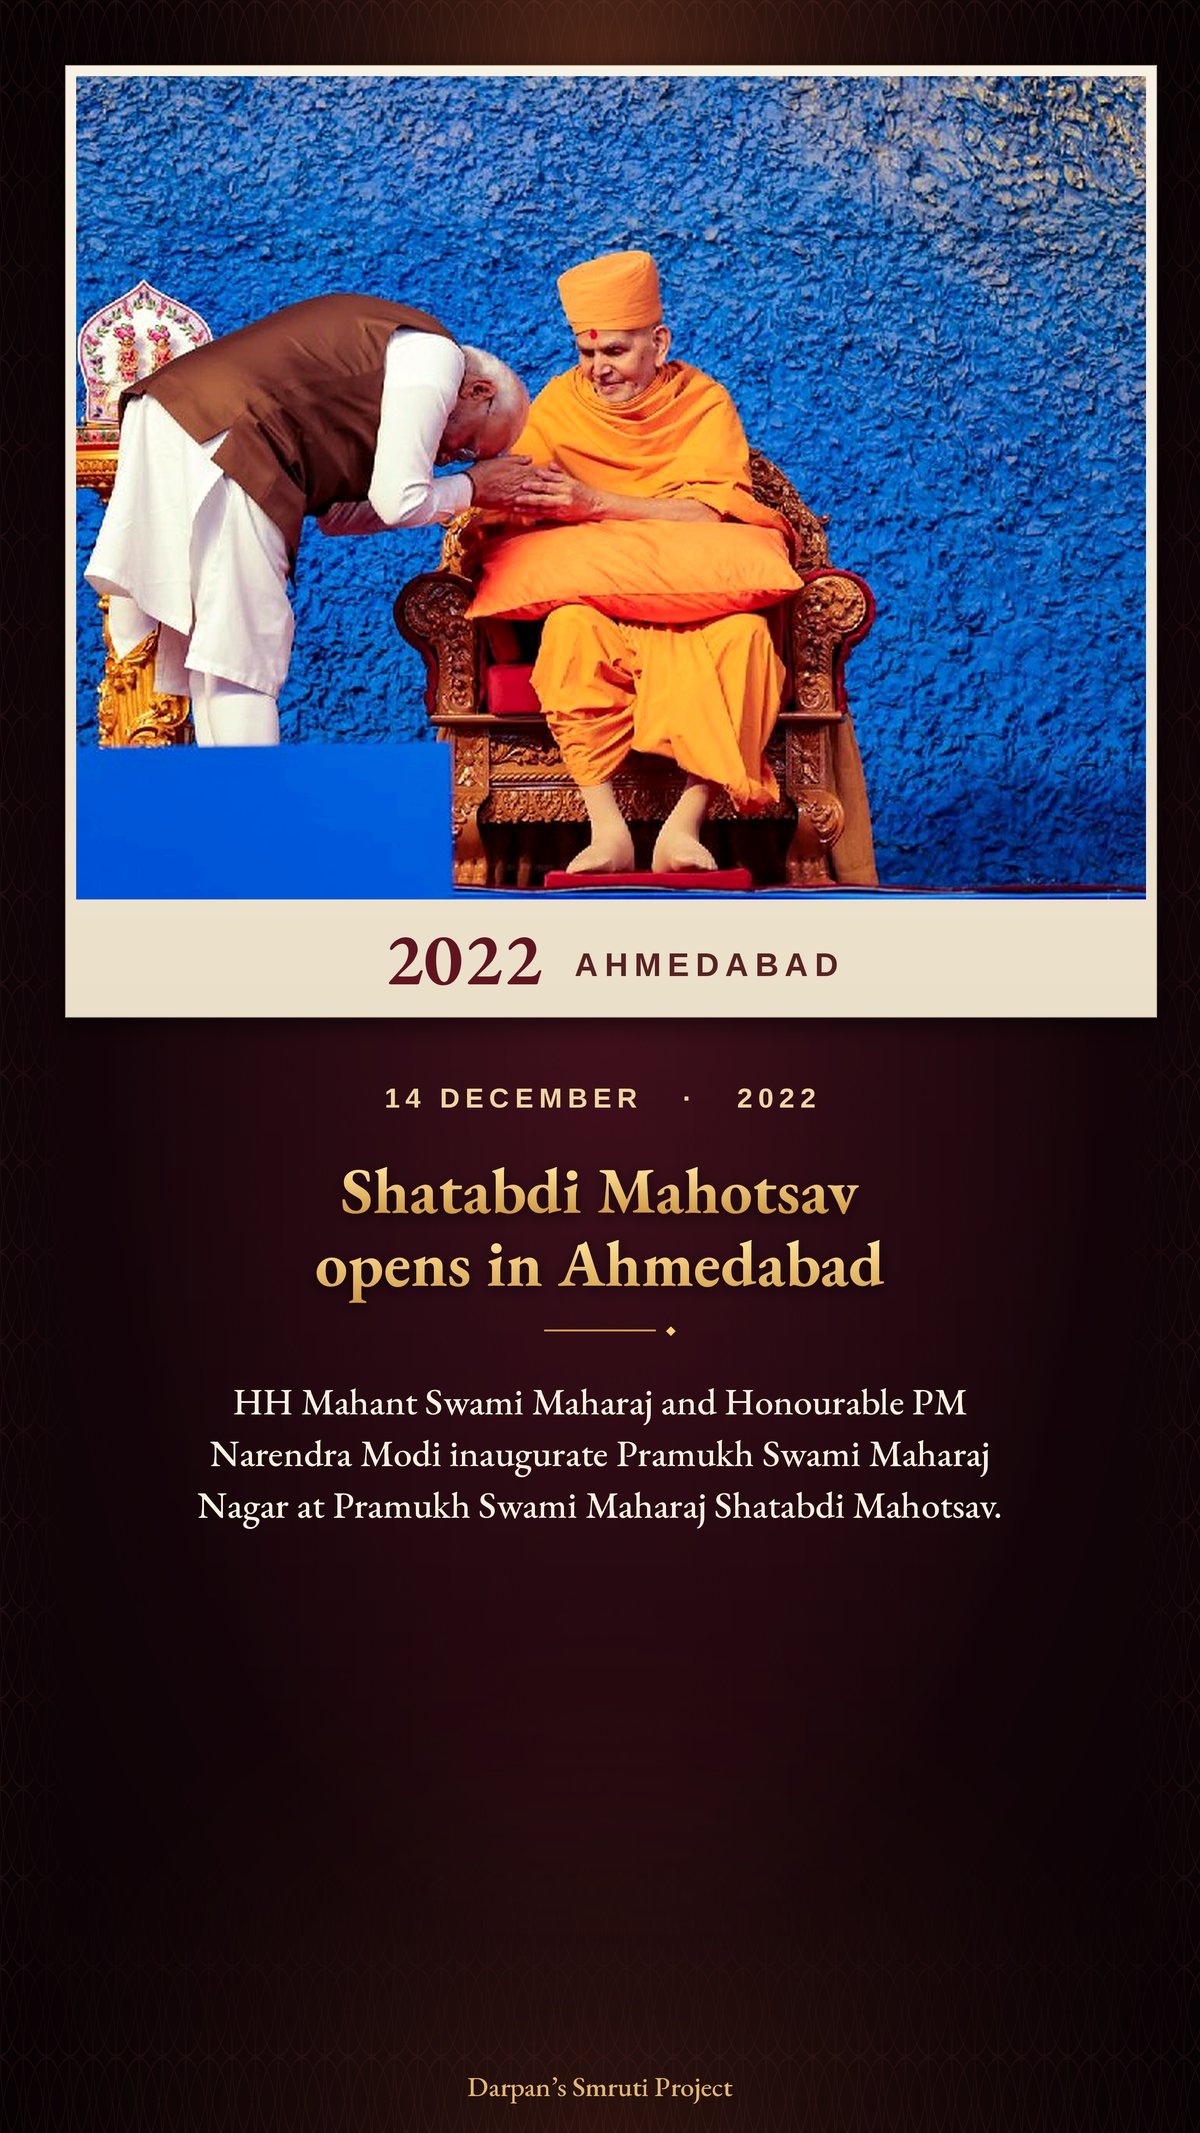 2022 AHMEDABAD
14 DECEMBER · 2022
Shatabdi Mahotsav
opens in Ahmedabad
HH Mahant Swami Maharaj and Honourable PM
Narendra Modi inaugurate Pramukh Swami Maharaj
Nagar at Pramukh Swami Maharaj Shatabdi Mahotsav.
Darpan’s Smruti Project